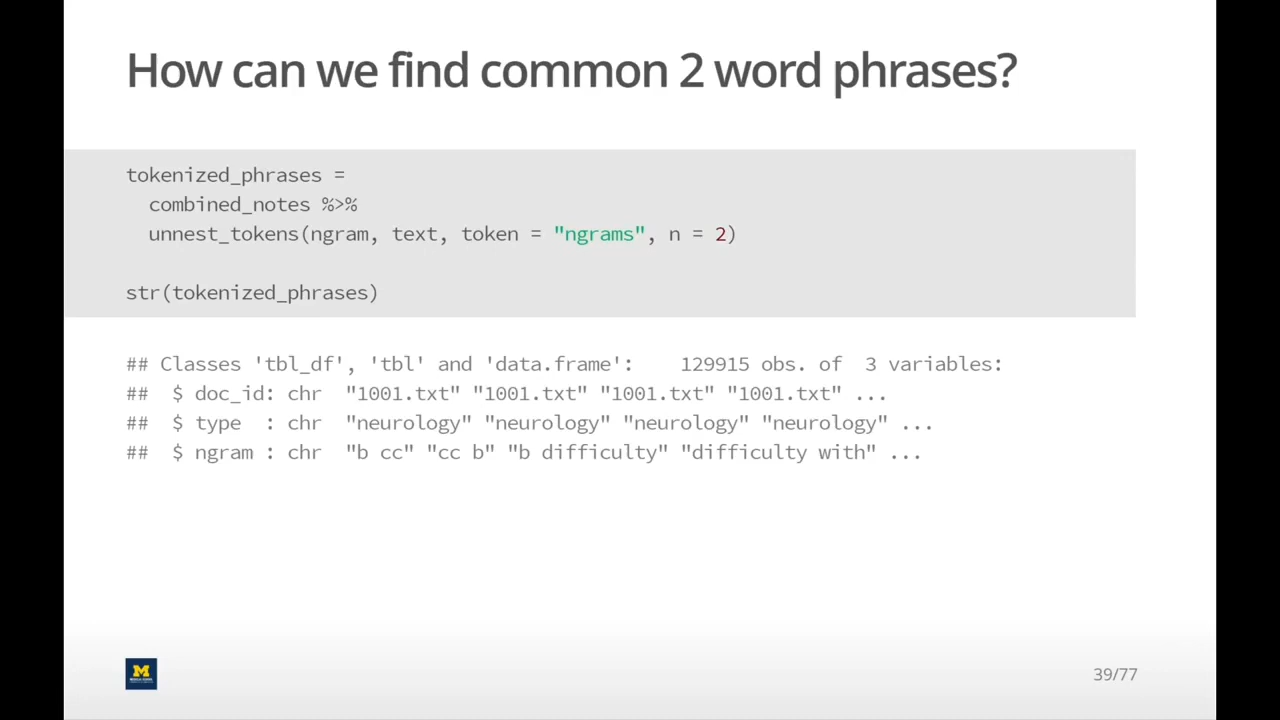 How can we find common 2 word phrases?
tokenized_phrases =
  combined_notes %>%
  unnest_tokens(ngram, text, token = "ngrams", n = 2)
str(tokenized_phrases)
## Classes 'tbl_df', 'tbl' and 'data.frame':    129915 obs. of  3 variables:
##  $ doc_id: chr  "1001.txt" "1001.txt" "1001.txt" "1001.txt" ...
##  $ type  : chr  "neurology" "neurology" "neurology" "neurology" ...
##  $ ngram : chr  "b cc" "cc b" "b difficulty" "difficulty with" ...
M
39/77